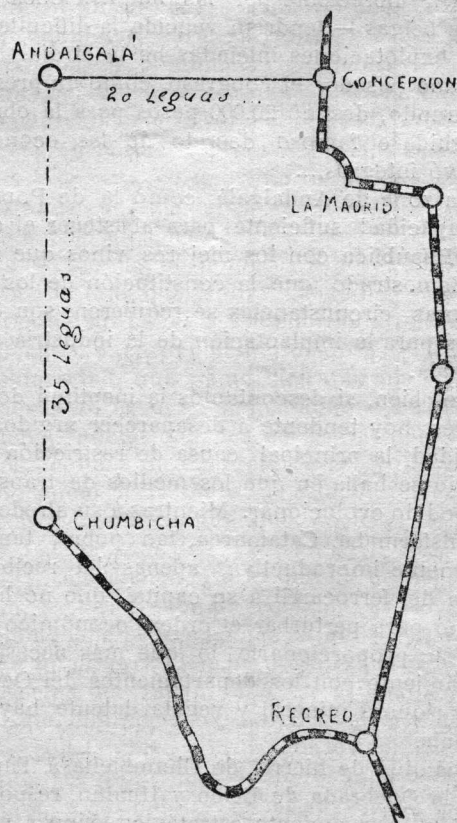 ANDALGALÁ
CONCEPCION
20 Leguas...
LA MADRID
35 Leguas
CHUMBICHA
RECREO